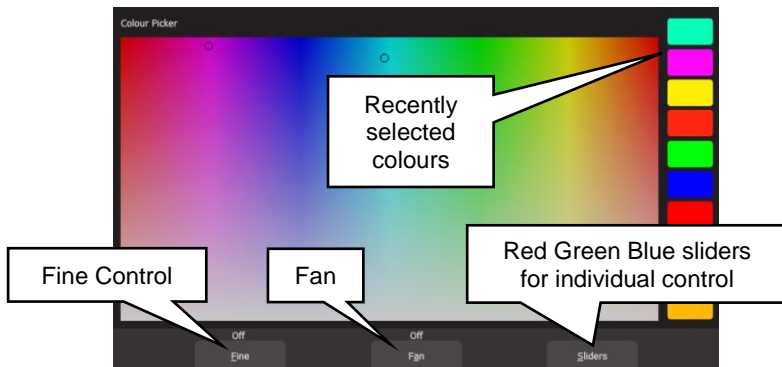 Colour Picker
Recently
selected
colours
Fine Control
Fan
Red Green Blue sliders
for individual control
Off
Off
Fine
Fan
Sliders